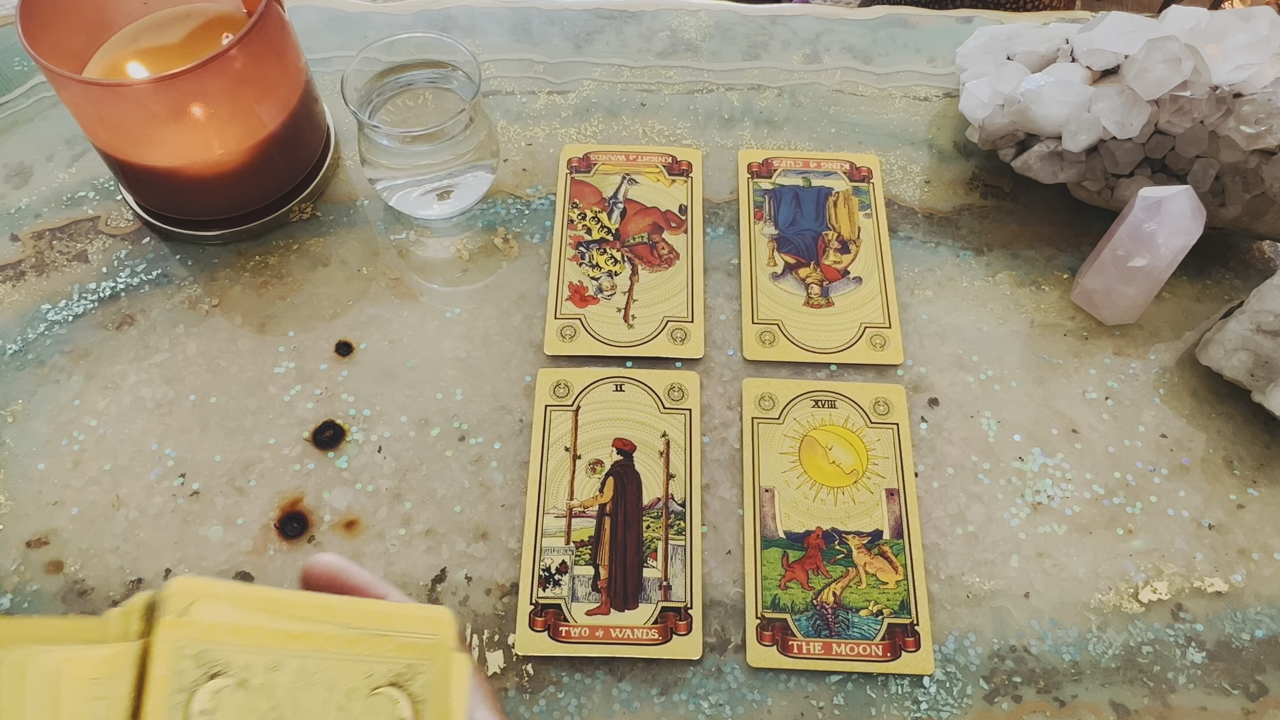 KNIGHT of WANDS.
KING of CUPS.
II
TWO of WANDS.
XVIII
THE MOON.